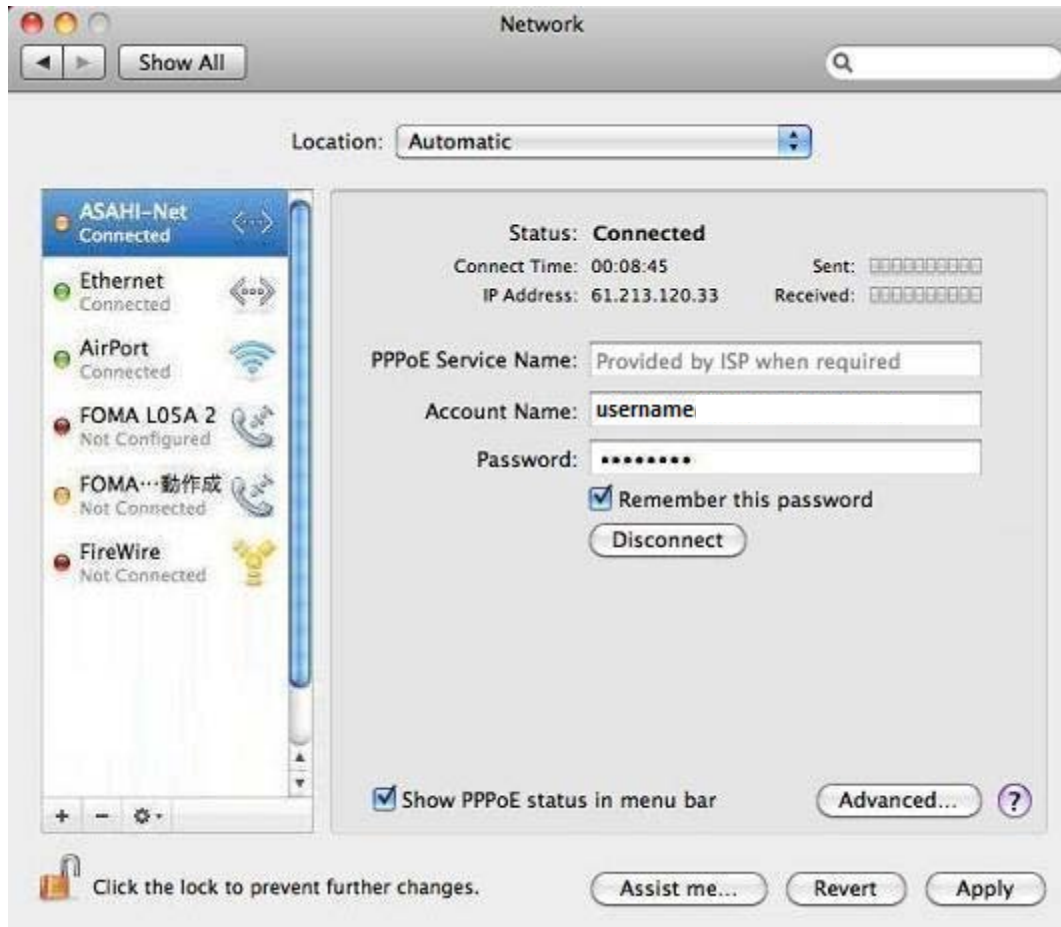 Network
Show All
Location: Automatic
ASAHI-Net
Connected
Ethernet
Connected
AirPort
Connected
FOMA L05A 2
Not Configured
FOMA…動作成
Not Connected
FireWire
Not Connected
Status: Connected
Connect Time: 00:08:45 Sent:
IP Address: 61.213.120.33 Received:
PPPoE Service Name: Provided by ISP when required
Account Name: username
Password: ••••••••
Remember this password
Disconnect
Show PPPoE status in menu bar
Advanced... ?
Click the lock to prevent further changes.
Assist me... Revert Apply